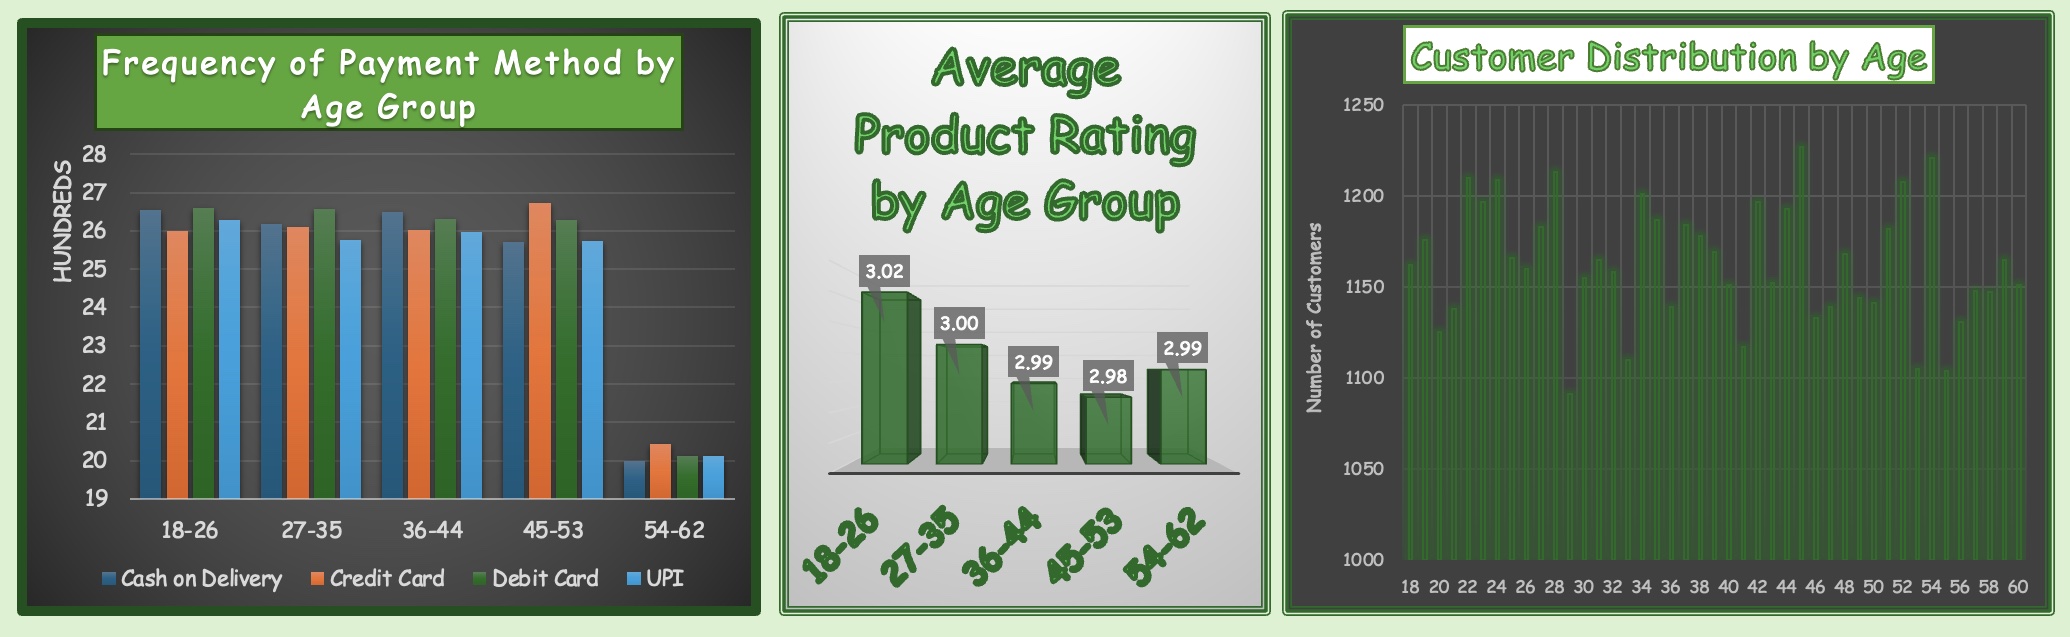 Frequency of Payment Method by
Age Group
HUNDREDS
28
27
26
25
24
23
22
21
20
19
18-26 27-35 36-44 45-53 54-62
Cash on Delivery Credit Card Debit Card UPI
Average
Product Rating
by Age Group
3.02
3.00
2.99
2.98
2.99
18-26 27-35 36-44 45-53 54-62
Customer Distribution by Age
Number of Customers
1250
1200
1150
1100
1050
1000
18 20 22 24 26 28 30 32 34 36 38 40 42 44 46 48 50 52 54 56 58 60